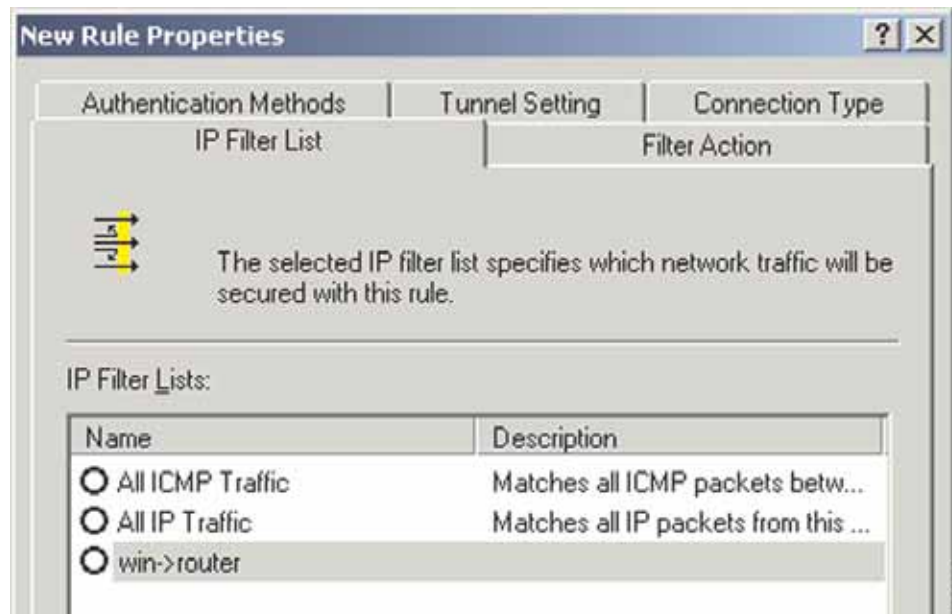 New Rule Properties
Authentication Methods Tunnel Setting Connection Type
IP Filter List Filter Action
The selected IP filter list specifies which network traffic will be
secured with this rule.
IP Filter Lists:
Name Description
All ICMP Traffic Matches all ICMP packets betw...
All IP Traffic Matches all IP packets from this ...
win->router